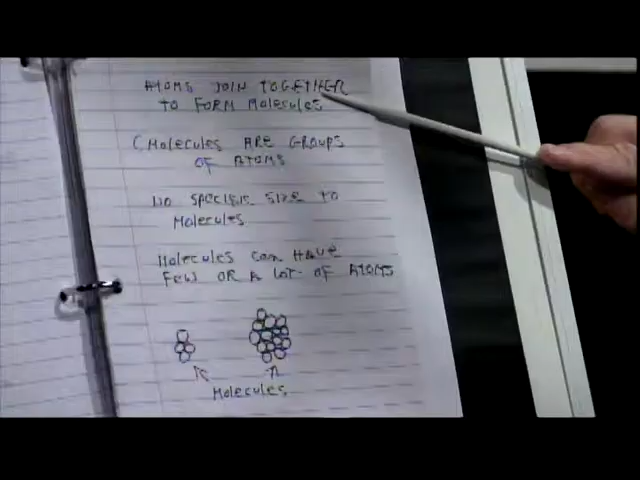 ATOMS JOIN TOGETHER
TO FORM MOLECULES
(MOLECULES ARE GROUPS
OF ATOMS
NO SPECIFIC SIZE TO
MOLECULES
MOLECULES CAN HAVE
FEW OR A LOT OF ATOMS
MOLECULES